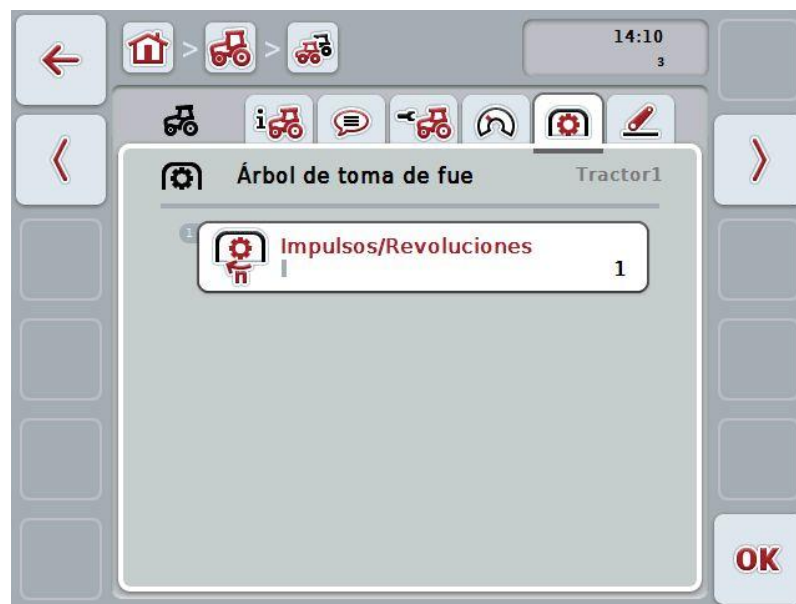 14:10
3
Árbol de toma de fue Tractor1
1
Impulsos/Revoluciones
n
1
OK